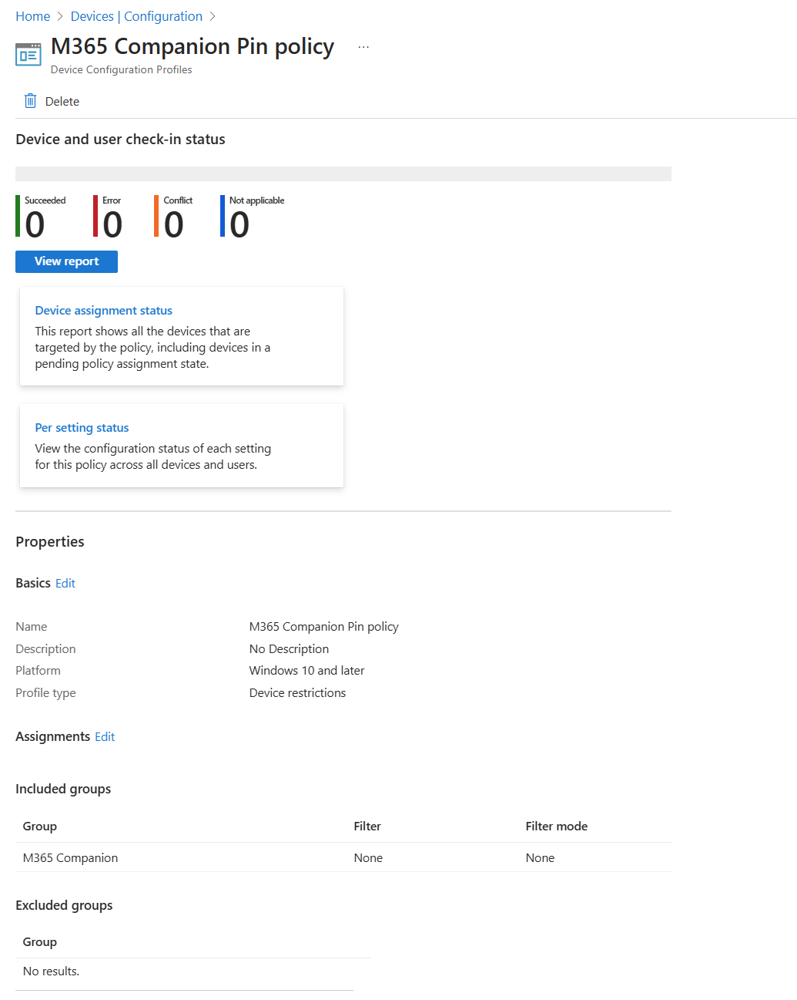 Home > Devices | Configuration >
M365 Companion Pin policy ...
Device Configuration Profiles
Delete
Device and user check-in status
Succeeded Error Conflict Not applicable
0 0 0 0
View report
Device assignment status
This report shows all the devices that are
targeted by the policy, including devices in a
pending policy assignment state.
Per setting status
View the configuration status of each setting
for this policy across all devices and users.
Properties
Basics Edit
Name M365 Companion Pin policy
Description No Description
Platform Windows 10 and later
Profile type Device restrictions
Assignments Edit
Included groups
Group Filter Filter mode
M365 Companion None None
Excluded groups
Group
No results.